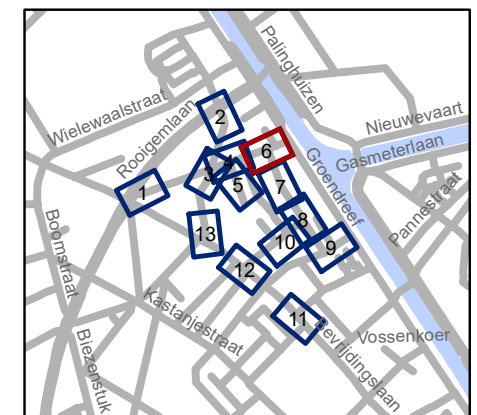 Palinghuizen
Wielewaalstraat
Rooigemlaan
Nieuwevaart
Gasmeterlaan
Groendreef
Pannestraat
2
6
4
3
5
7
1
8
13
10
9
12
11
Boomstraat
Kastanjestraat
Biezenstuk
Bevrijdingslaan
Vossenkoer